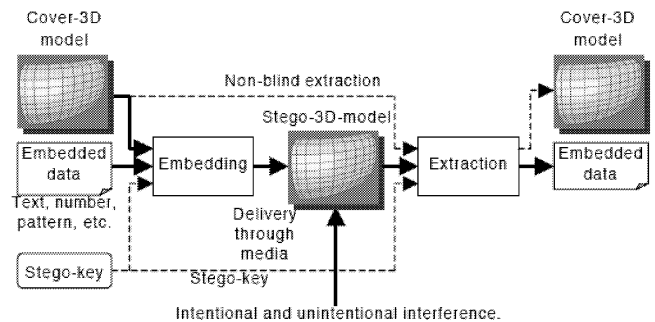 Cover-3D
model
Cover-3D
model
Non-blind extraction
Stego-3D-model
Embedded
data
Embedding
Extraction
Embedded
data
Text, number,
pattern, etc.
Delivery
through
media
Stego-key
Stego-key
Intentional and unintentional interference.